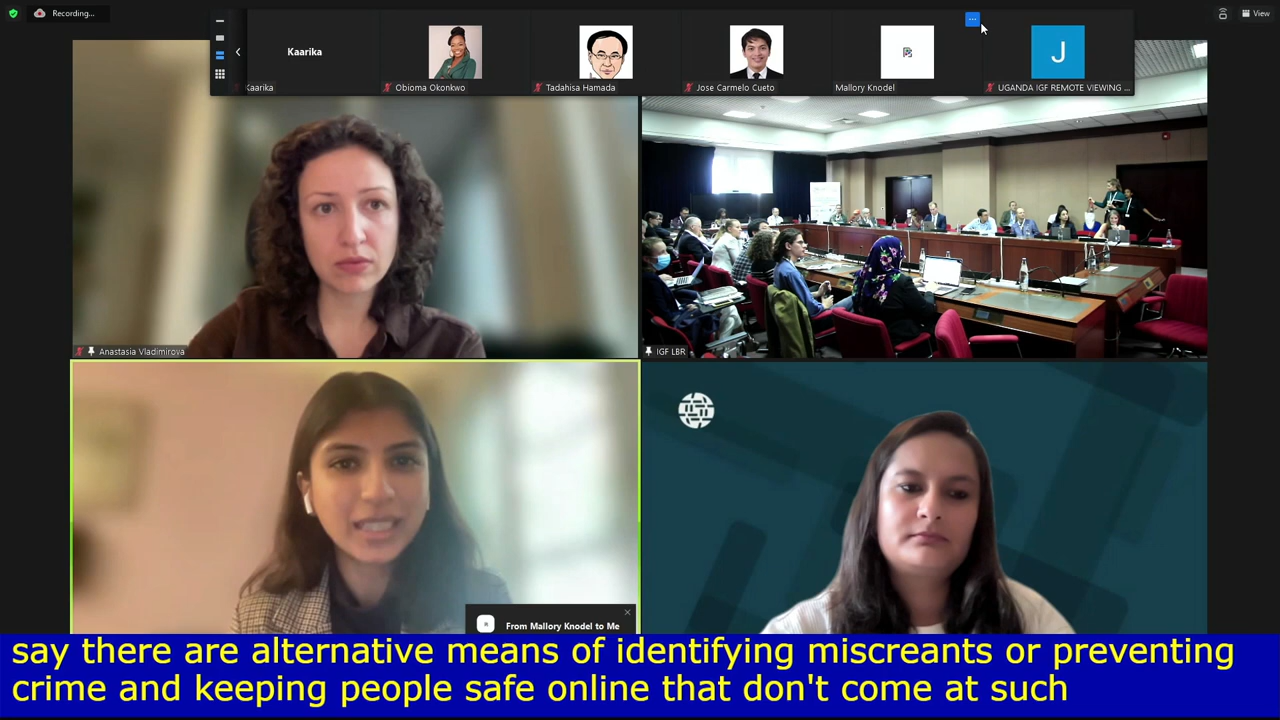 Recording...
View
Kaarika
Kaarika
Obioma Okonkwo
Tadahisa Hamada
Jose Carmelo Cueto
Mallory Knodel
J
UGANDA IGF REMOTE VIEWING ...
Anastasia Vladimirova
IGF LBR
From Mallory Knodel to Me
say there are alternative means of identifying miscreants or preventing
crime and keeping people safe online that don't come at such